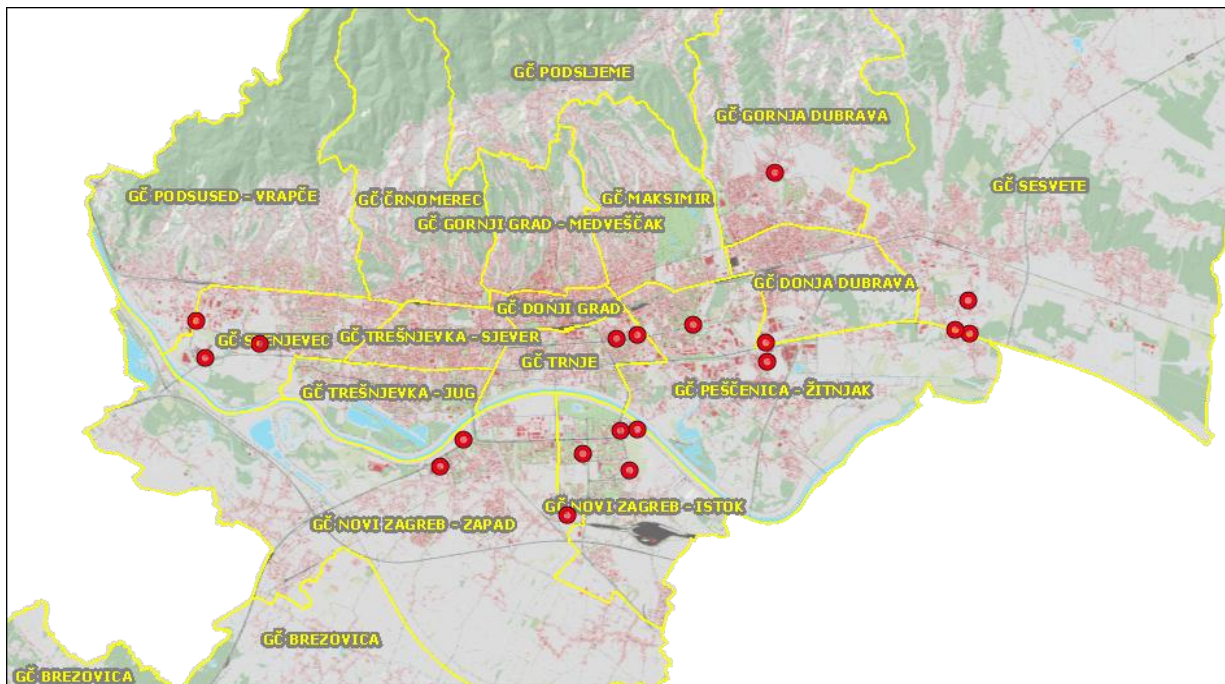 GČ PODSLJEME
GČ GORNJA DUBRAVA
GČ PODSUSED - VRAPČE
GČ ČRNOMEREC
GČ MAKSIMIR
GČ SESVETE
GČ GORNJI GRAD - MEDVEŠČAK
GČ DONJA DUBRAVA
GČ DONJI GRAD
GČ STENJEVEC
GČ TREŠNJEVKA - SJEVER
GČ TRNJE
GČ TREŠNJEVKA - JUG
GČ PEŠČENICA - ŽITNJAK
GČ NOVI ZAGREB - ISTOK
GČ NOVI ZAGREB - ZAPAD
GČ BREZOVICA
GČ BREZOVICA